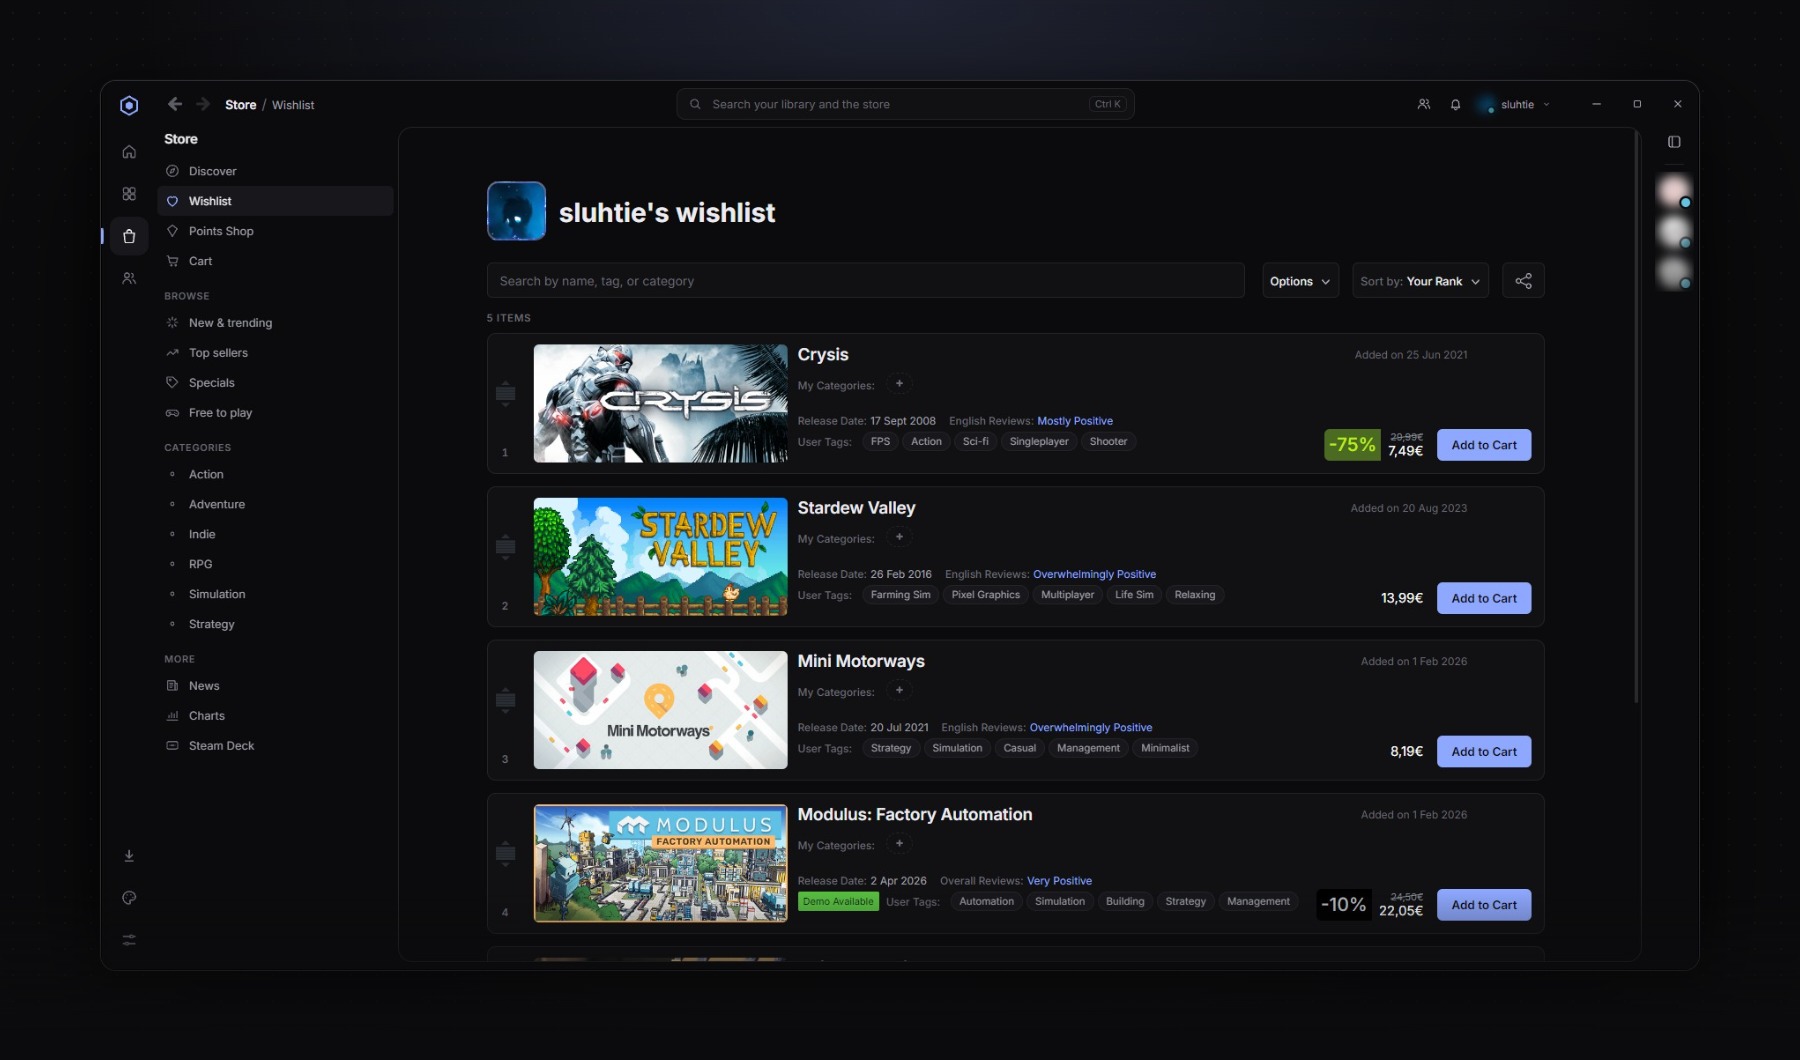 Store / Wishlist
Search your library and the store
Ctrl K
sluhtie
Store
Discover
Wishlist
Points Shop
Cart
BROWSE
New & trending
Top sellers
Specials
Free to play
CATEGORIES
Action
Adventure
Indie
RPG
Simulation
Strategy
MORE
News
Charts
Steam Deck
sluhtie's wishlist
Search by name, tag, or category
Options
Sort by: Your Rank
5 ITEMS
1
CRYSIS
Crysis
Added on 25 Jun 2021
My Categories: +
Release Date: 17 Sept 2008 English Reviews: Mostly Positive
User Tags: FPS Action Sci-fi Singleplayer Shooter
-75%
29,99€
7,49€
Add to Cart
2
STARDEW
VALLEY
Stardew Valley
Added on 20 Aug 2023
My Categories: +
Release Date: 26 Feb 2016 English Reviews: Overwhelmingly Positive
User Tags: Farming Sim Pixel Graphics Multiplayer Life Sim Relaxing
13,99€
Add to Cart
3
Mini Motorways
Mini Motorways
Added on 1 Feb 2026
My Categories: +
Release Date: 20 Jul 2021 English Reviews: Overwhelmingly Positive
User Tags: Strategy Simulation Casual Management Minimalist
8,19€
Add to Cart
4
MODULUS
FACTORY AUTOMATION
Modulus: Factory Automation
Added on 1 Feb 2026
My Categories: +
Release Date: 2 Apr 2026 Overall Reviews: Very Positive
Demo Available User Tags: Automation Simulation Building Strategy Management
-10%
24,50€
22,05€
Add to Cart